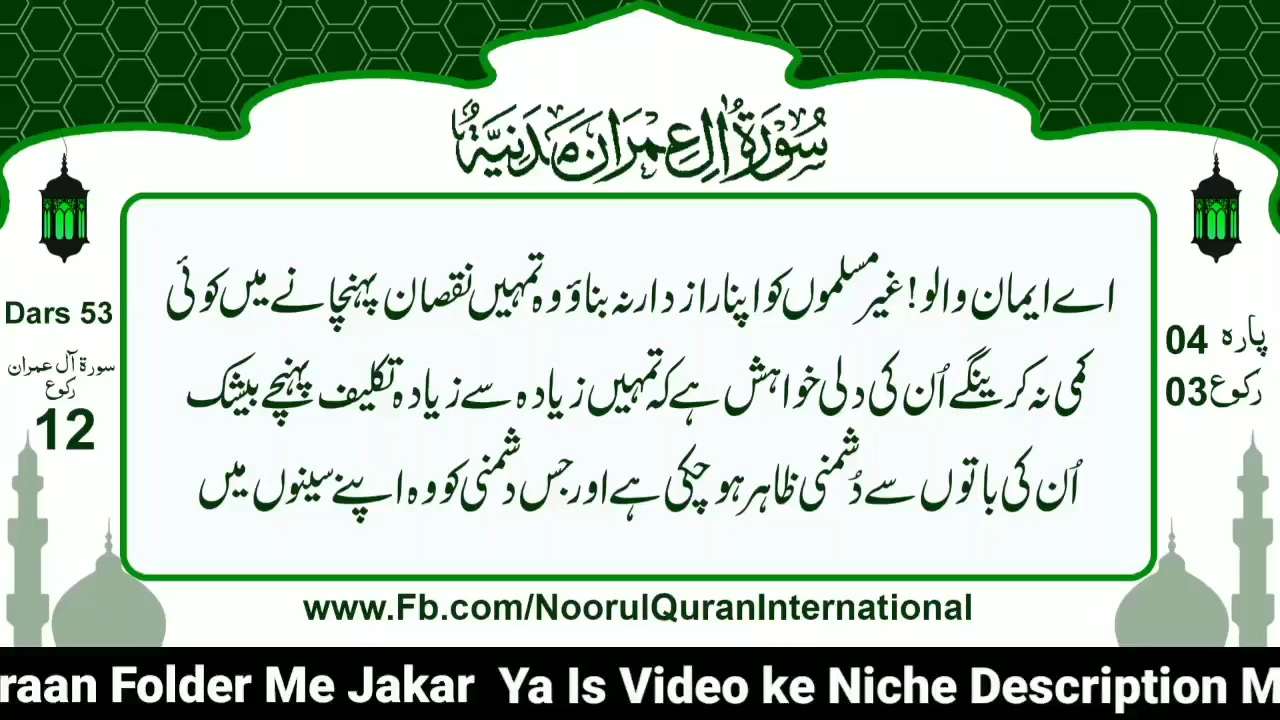 سُوۡرَةُ اٰلِ عِمۡرَانَ مَدَنِيَّةٌ
اے ایمان والو! غیر مسلموں کو اپنا راز دار نہ بناؤ وہ تمہیں نقصان پہنچانے میں کوئی
کمی نہ کرینگے اُن کی دلی خواہش ہے کہ تمہیں زیادہ سے زیادہ تکلیف پہنچے بیشک
اُن کی باتوں سے دُشمنی ظاہر ہو چکی ہے اور جس دشمنی کو وہ اپنے سینوں میں
Dars 53
سورۃ آل عمران
رکوع
12
پارہ 04
رکوع 03
www.Fb.com/NoorulQuranInternational
raan Folder Me Jakar Ya Is Video ke Niche Description M